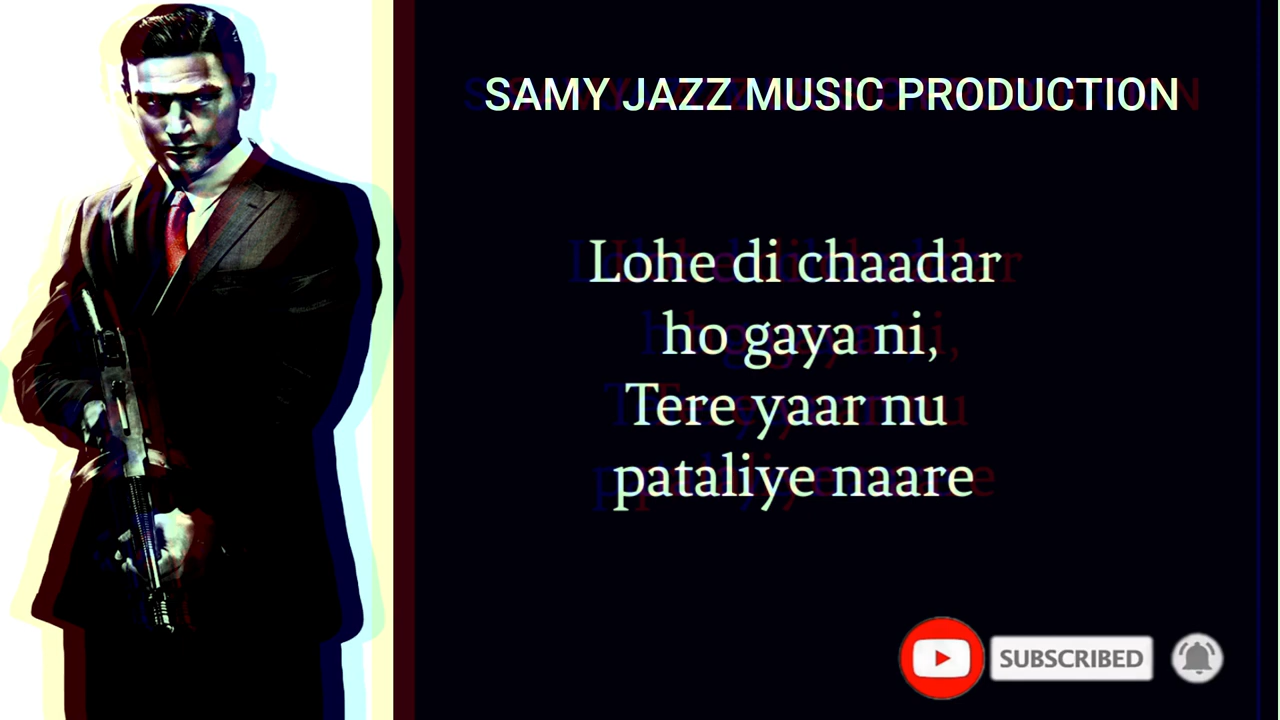 SAMY JAZZ MUSIC PRODUCTION
Lohe di chaadar
ho gaya ni,
Tere yaar nu
pataliye naare
SUBSCRIBED